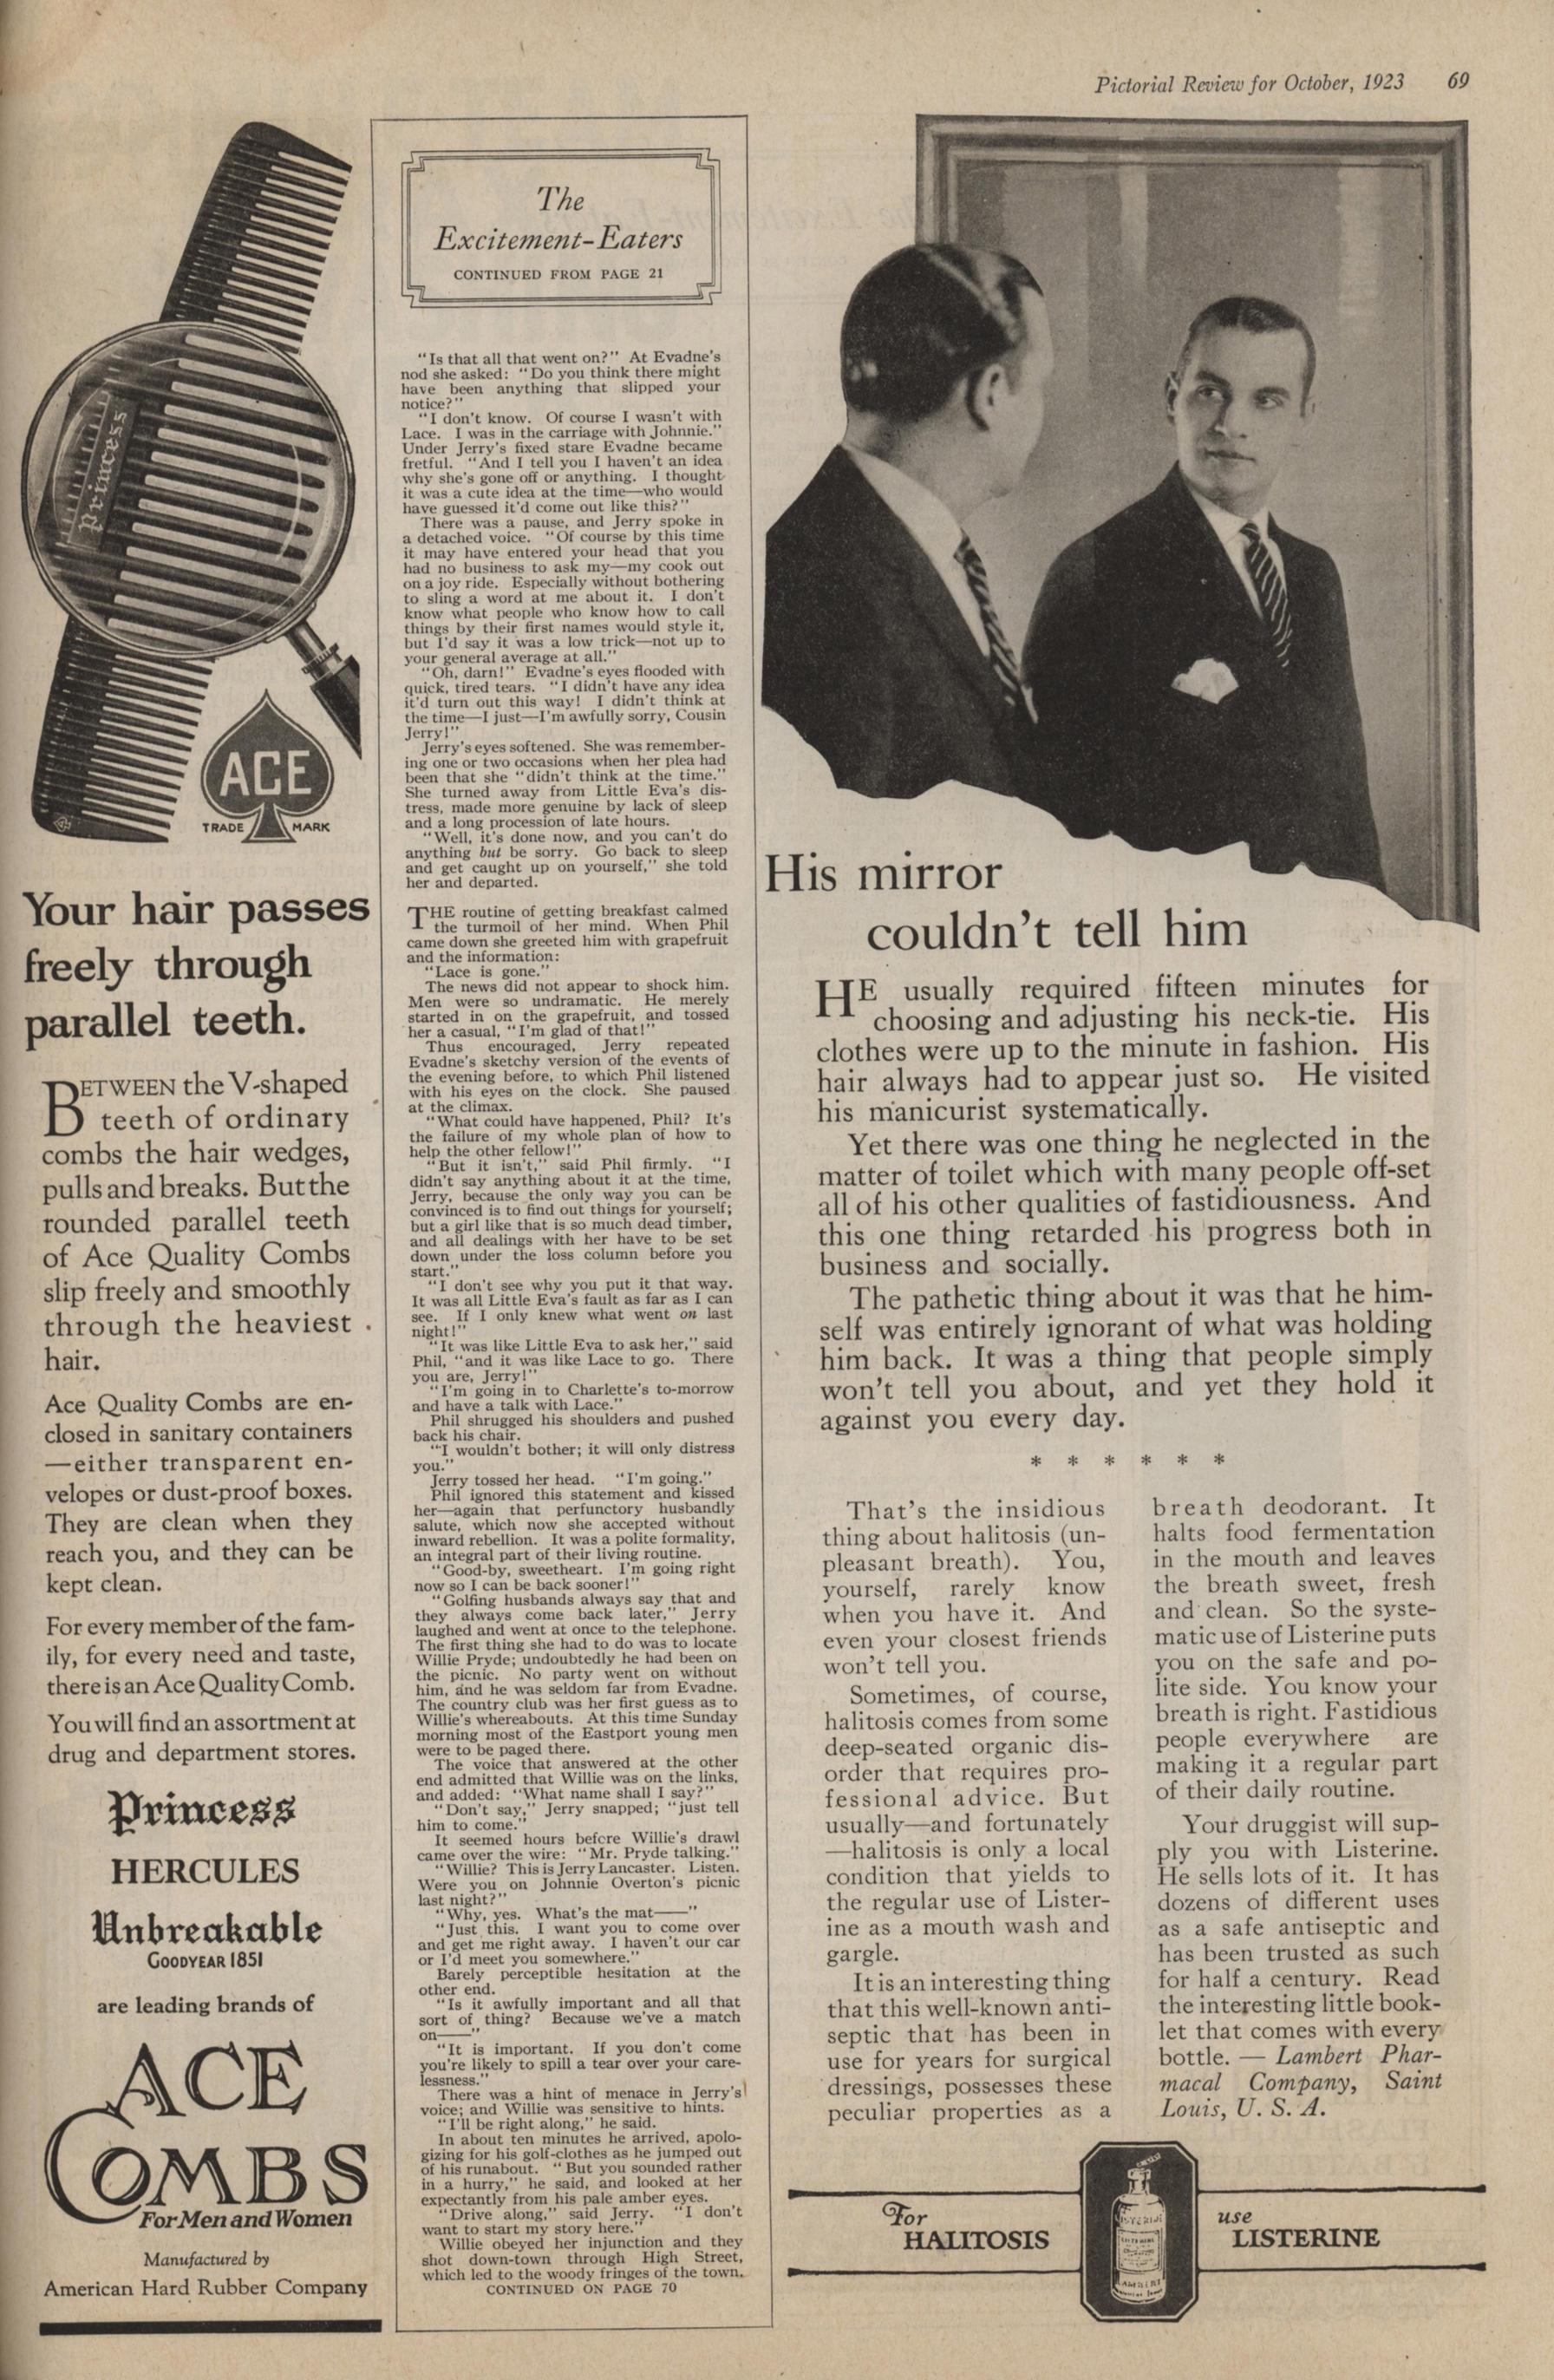 Pictorial Review for October, 1923 69
Princess
ACE
TRADE MARK
Your hair passes
freely through
parallel teeth.
BETWEEN the V-shaped
teeth of ordinary
combs the hair wedges,
pulls and breaks. But the
rounded parallel teeth
of Ace Quality Combs
slip freely and smoothly
through the heaviest
hair.
Ace Quality Combs are en-
closed in sanitary containers
—either transparent en-
velopes or dust-proof boxes.
They are clean when they
reach you, and they can be
kept clean.
For every member of the fam-
ily, for every need and taste,
there is an Ace Quality Comb.
You will find an assortment at
drug and department stores.
Princess
HERCULES
Unbreakable
GOODYEAR 1851
are leading brands of
ACE
COMBS
For Men and Women
Manufactured by
American Hard Rubber Company
The
Excitement-Eaters
CONTINUED FROM PAGE 21
"Is that all that went on?" At Evadne's
nod she asked: "Do you think there might
have been anything that slipped your
notice?"
"I don't know. Of course I wasn't with
Lace. I was in the carriage with Johnnie."
Under Jerry's fixed stare Evadne became
fretful. "And I tell you I haven't an idea
why she's gone off or anything. I thought
it was a cute idea at the time—who would
have guessed it'd come out like this?"
There was a pause, and Jerry spoke in
a detached voice. "Of course by this time
it may have entered your head that you
had no business to ask my—my cook out
on a joy ride. Especially without bothering
to sling a word at me about it. I don't
know what people who know how to call
things by their first names would style it,
but I'd say it was a low trick—not up to
your general average at all."
"Oh, darn!" Evadne's eyes flooded with
quick, tired tears. "I didn't have any idea
it'd turn out this way! I didn't think at
the time—I just—I'm awfully sorry, Cousin
Jerry!"
Jerry's eyes softened. She was remember-
ing one or two occasions when her plea had
been that she "didn't think at the time."
She turned away from Little Eva's dis-
tress, made more genuine by lack of sleep
and a long procession of late hours.
"Well, it's done now, and you can't do
anything but be sorry. Go back to sleep
and get caught up on yourself," she told
her and departed.
THE routine of getting breakfast calmed
the turmoil of her mind. When Phil
came down she greeted him with grapefruit
and the information:
"Lace is gone."
The news did not appear to shock him.
Men were so undramatic. He merely
started in on the grapefruit, and tossed
her a casual, "I'm glad of that!"
Thus encouraged, Jerry repeated
Evadne's sketchy version of the events of
the evening before, to which Phil listened
with his eyes on the clock. She paused
at the climax.
"What could have happened, Phil? It's
the failure of my whole plan of how to
help the other fellow!"
"But it isn't," said Phil firmly. "I
didn't say anything about it at the time,
Jerry, because the only way you can be
convinced is to find out things for yourself;
but a girl like that is so much dead timber,
and all dealings with her have to be set
down under the loss column before you
start."
"I don't see why you put it that way.
It was all Little Eva's fault as far as I can
see. If I only knew what went on last
night!"
"It was like Little Eva to ask her," said
Phil, "and it was like Lace to go. There
you are, Jerry!"
"I'm going in to Charlette's to-morrow
and have a talk with Lace."
Phil shrugged his shoulders and pushed
back his chair.
"I wouldn't bother; it will only distress
you."
Jerry tossed her head. "I'm going."
Phil ignored this statement and kissed
her—again that perfunctory husbandly
salute, which now she accepted without
inward rebellion. It was a polite formality,
an integral part of their living routine.
"Good-by, sweetheart. I'm going right
now so I can be back sooner!"
"Golfing husbands always say that and
they always come back later," Jerry
laughed and went at once to the telephone.
The first thing she had to do was to locate
Willie Pryde; undoubtedly he had been on
the picnic. No party went on without
him, and he was seldom far from Evadne.
The country club was her first guess as to
Willie's whereabouts. At this time Sunday
morning most of the Eastport young men
were to be paged there.
The voice that answered at the other
end admitted that Willie was on the links,
and added: "What name shall I say?"
"Don't say," Jerry snapped; "just tell
him to come."
It seemed hours before Willie's drawl
came over the wire: "Mr. Pryde talking."
"Willie? This is Jerry Lancaster. Listen.
Were you on Johnnie Overton's picnic
last night?"
"Why, yes. What's the mat——"
"Just this. I want you to come over
and get me right away. I haven't our car
or I'd meet you somewhere."
Barely perceptible hesitation at the
other end.
"Is it awfully important and all that
sort of thing? Because we've a match
on——"
"It is important. If you don't come
you're likely to spill a tear over your care-
lessness."
There was a hint of menace in Jerry's
voice; and Willie was sensitive to hints.
"I'll be right along," he said.
In about ten minutes he arrived, apolo-
gizing for his golf-clothes as he jumped out
of his runabout. "But you sounded rather
in a hurry," he said, and looked at her
expectantly from his pale amber eyes.
"Drive along," said Jerry. "I don't
want to start my story here."
Willie obeyed her injunction and they
shot down-town through High Street,
which led to the woody fringes of the town.
CONTINUED ON PAGE 70
His mirror
couldn't tell him
HE usually required fifteen minutes for
choosing and adjusting his neck-tie. His
clothes were up to the minute in fashion. His
hair always had to appear just so. He visited
his manicurist systematically.
Yet there was one thing he neglected in the
matter of toilet which with many people off-set
all of his other qualities of fastidiousness. And
this one thing retarded his progress both in
business and socially.
The pathetic thing about it was that he him-
self was entirely ignorant of what was holding
him back. It was a thing that people simply
won't tell you about, and yet they hold it
against you every day.
* * * * * *
That's the insidious
thing about halitosis (un-
pleasant breath). You,
yourself, rarely know
when you have it. And
even your closest friends
won't tell you.
Sometimes, of course,
halitosis comes from some
deep-seated organic dis-
order that requires pro-
fessional advice. But
usually—and fortunately
—halitosis is only a local
condition that yields to
the regular use of Lister-
ine as a mouth wash and
gargle.
It is an interesting thing
that this well-known anti-
septic that has been in
use for years for surgical
dressings, possesses these
peculiar properties as a
breath deodorant. It
halts food fermentation
in the mouth and leaves
the breath sweet, fresh
and clean. So the syste-
matic use of Listerine puts
you on the safe and po-
lite side. You know your
breath is right. Fastidious
people everywhere are
making it a regular part
of their daily routine.
Your druggist will sup-
ply you with Listerine.
He sells lots of it. It has
dozens of different uses
as a safe antiseptic and
has been trusted as such
for half a century. Read
the interesting little book-
let that comes with every
bottle. — Lambert Phar-
macal Company, Saint
Louis, U. S. A.
For
HALITOSIS
use
LISTERINE